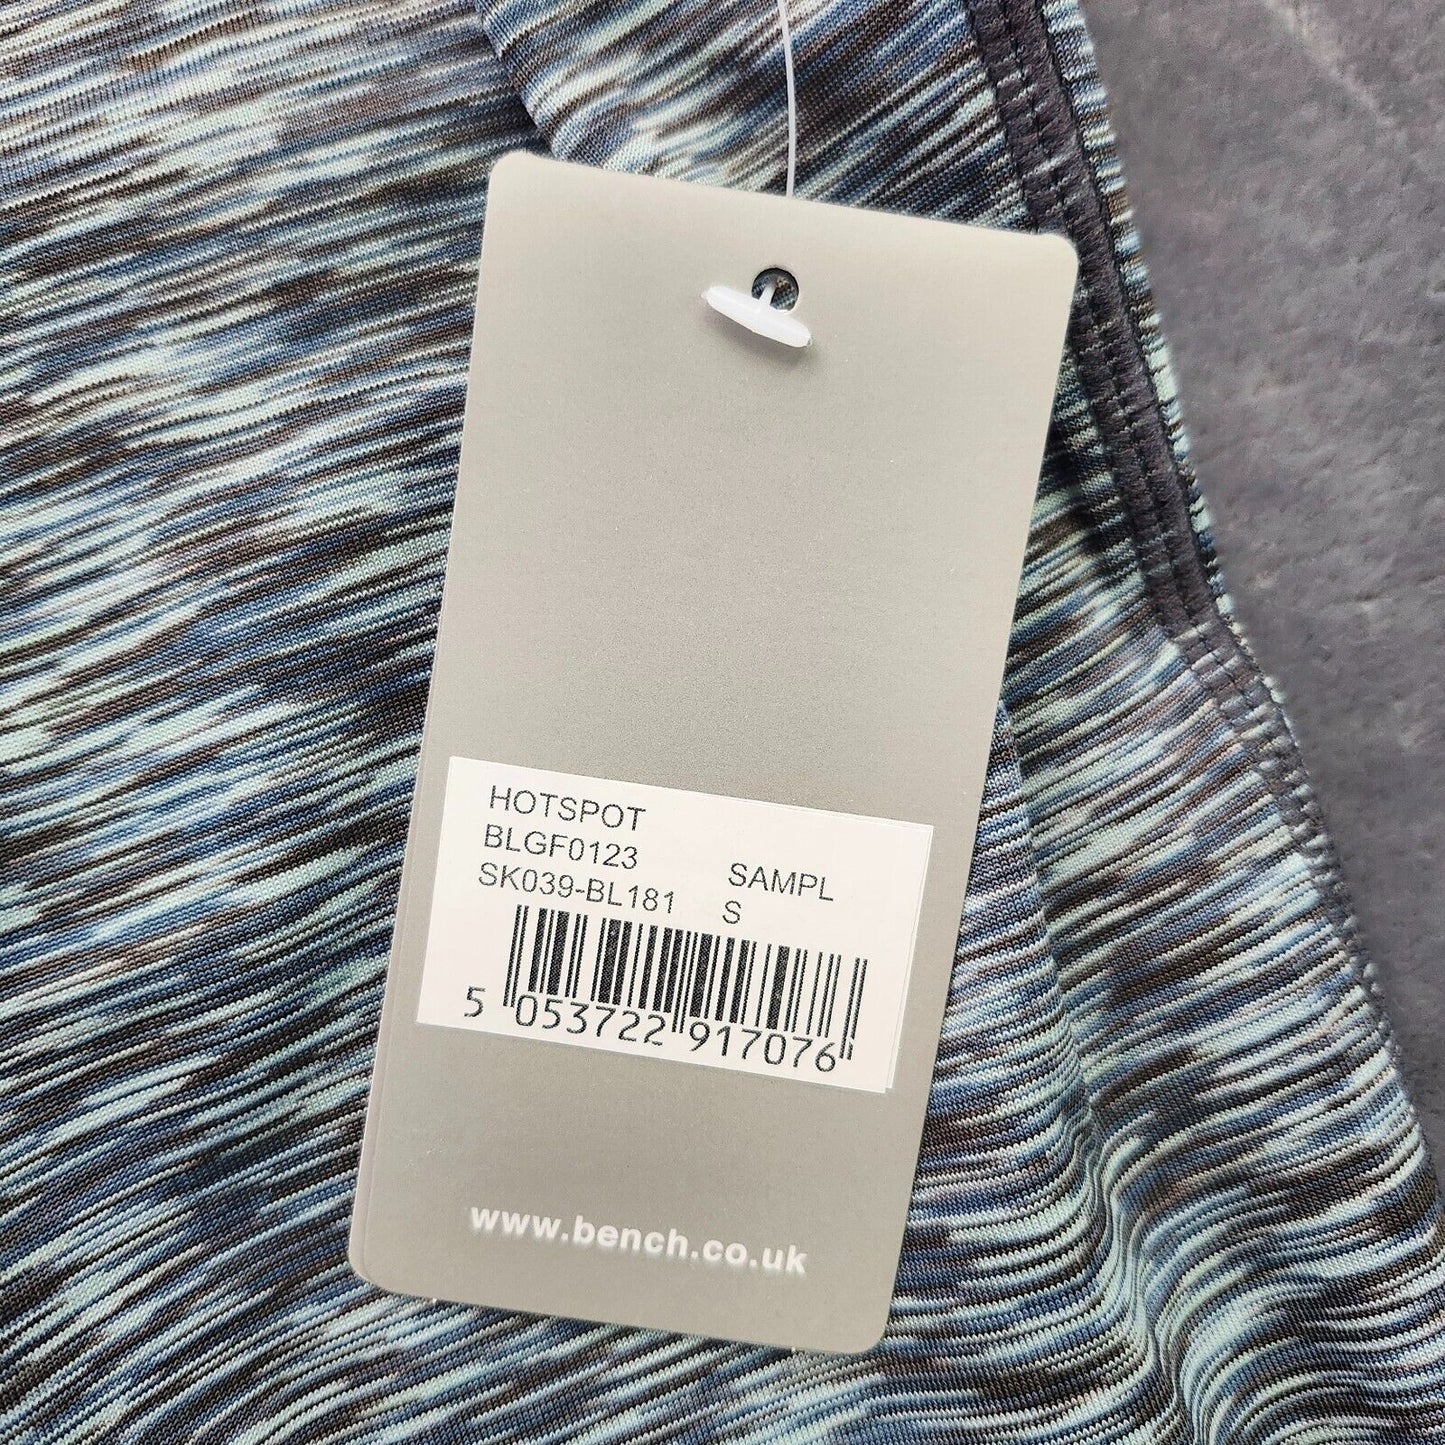 HOTSPOT
BLGF0123 SAMPL
SK039-BL181 S
5 053722 917076
www.bench.co.uk